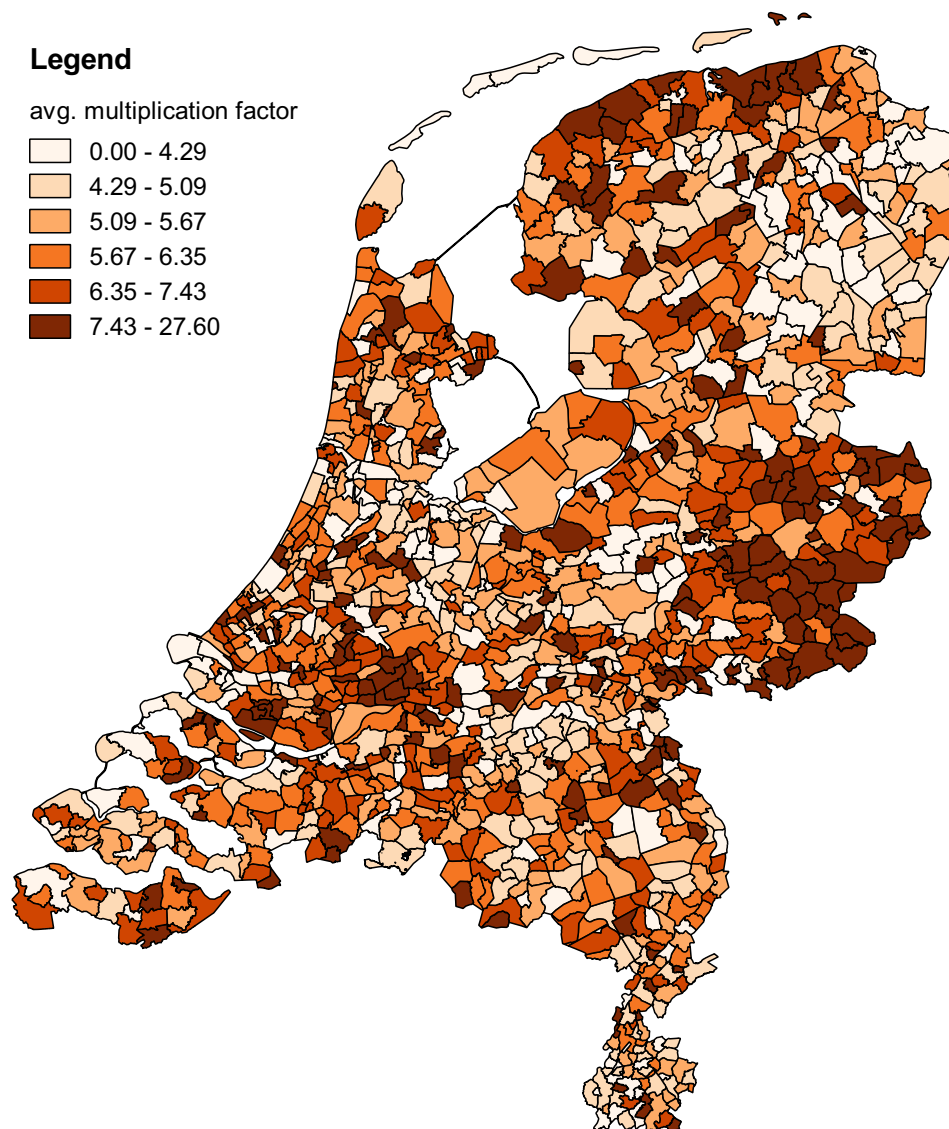 Legend
avg. multiplication factor
0.00 - 4.29
4.29 - 5.09
5.09 - 5.67
5.67 - 6.35
6.35 - 7.43
7.43 - 27.60